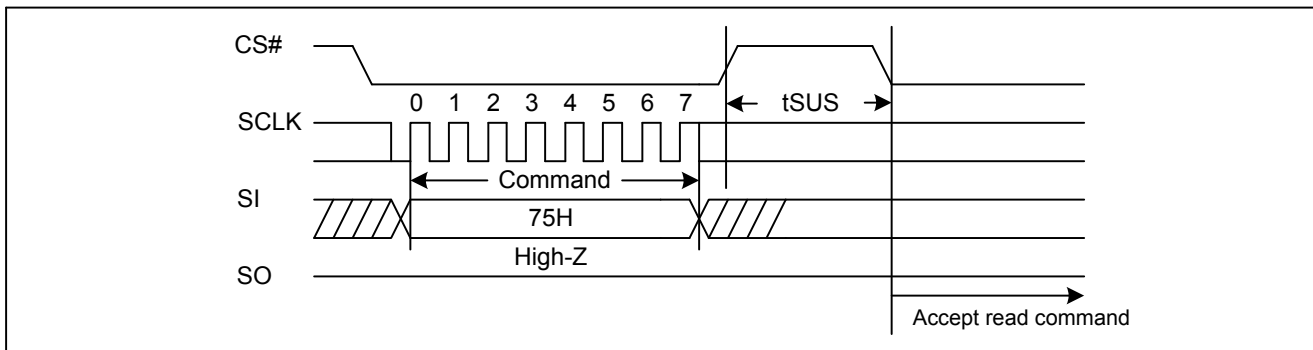 CS#
tSUS
0 1 2 3 4 5 6 7
SCLK
Command
SI
75H
High-Z
SO
Accept read command